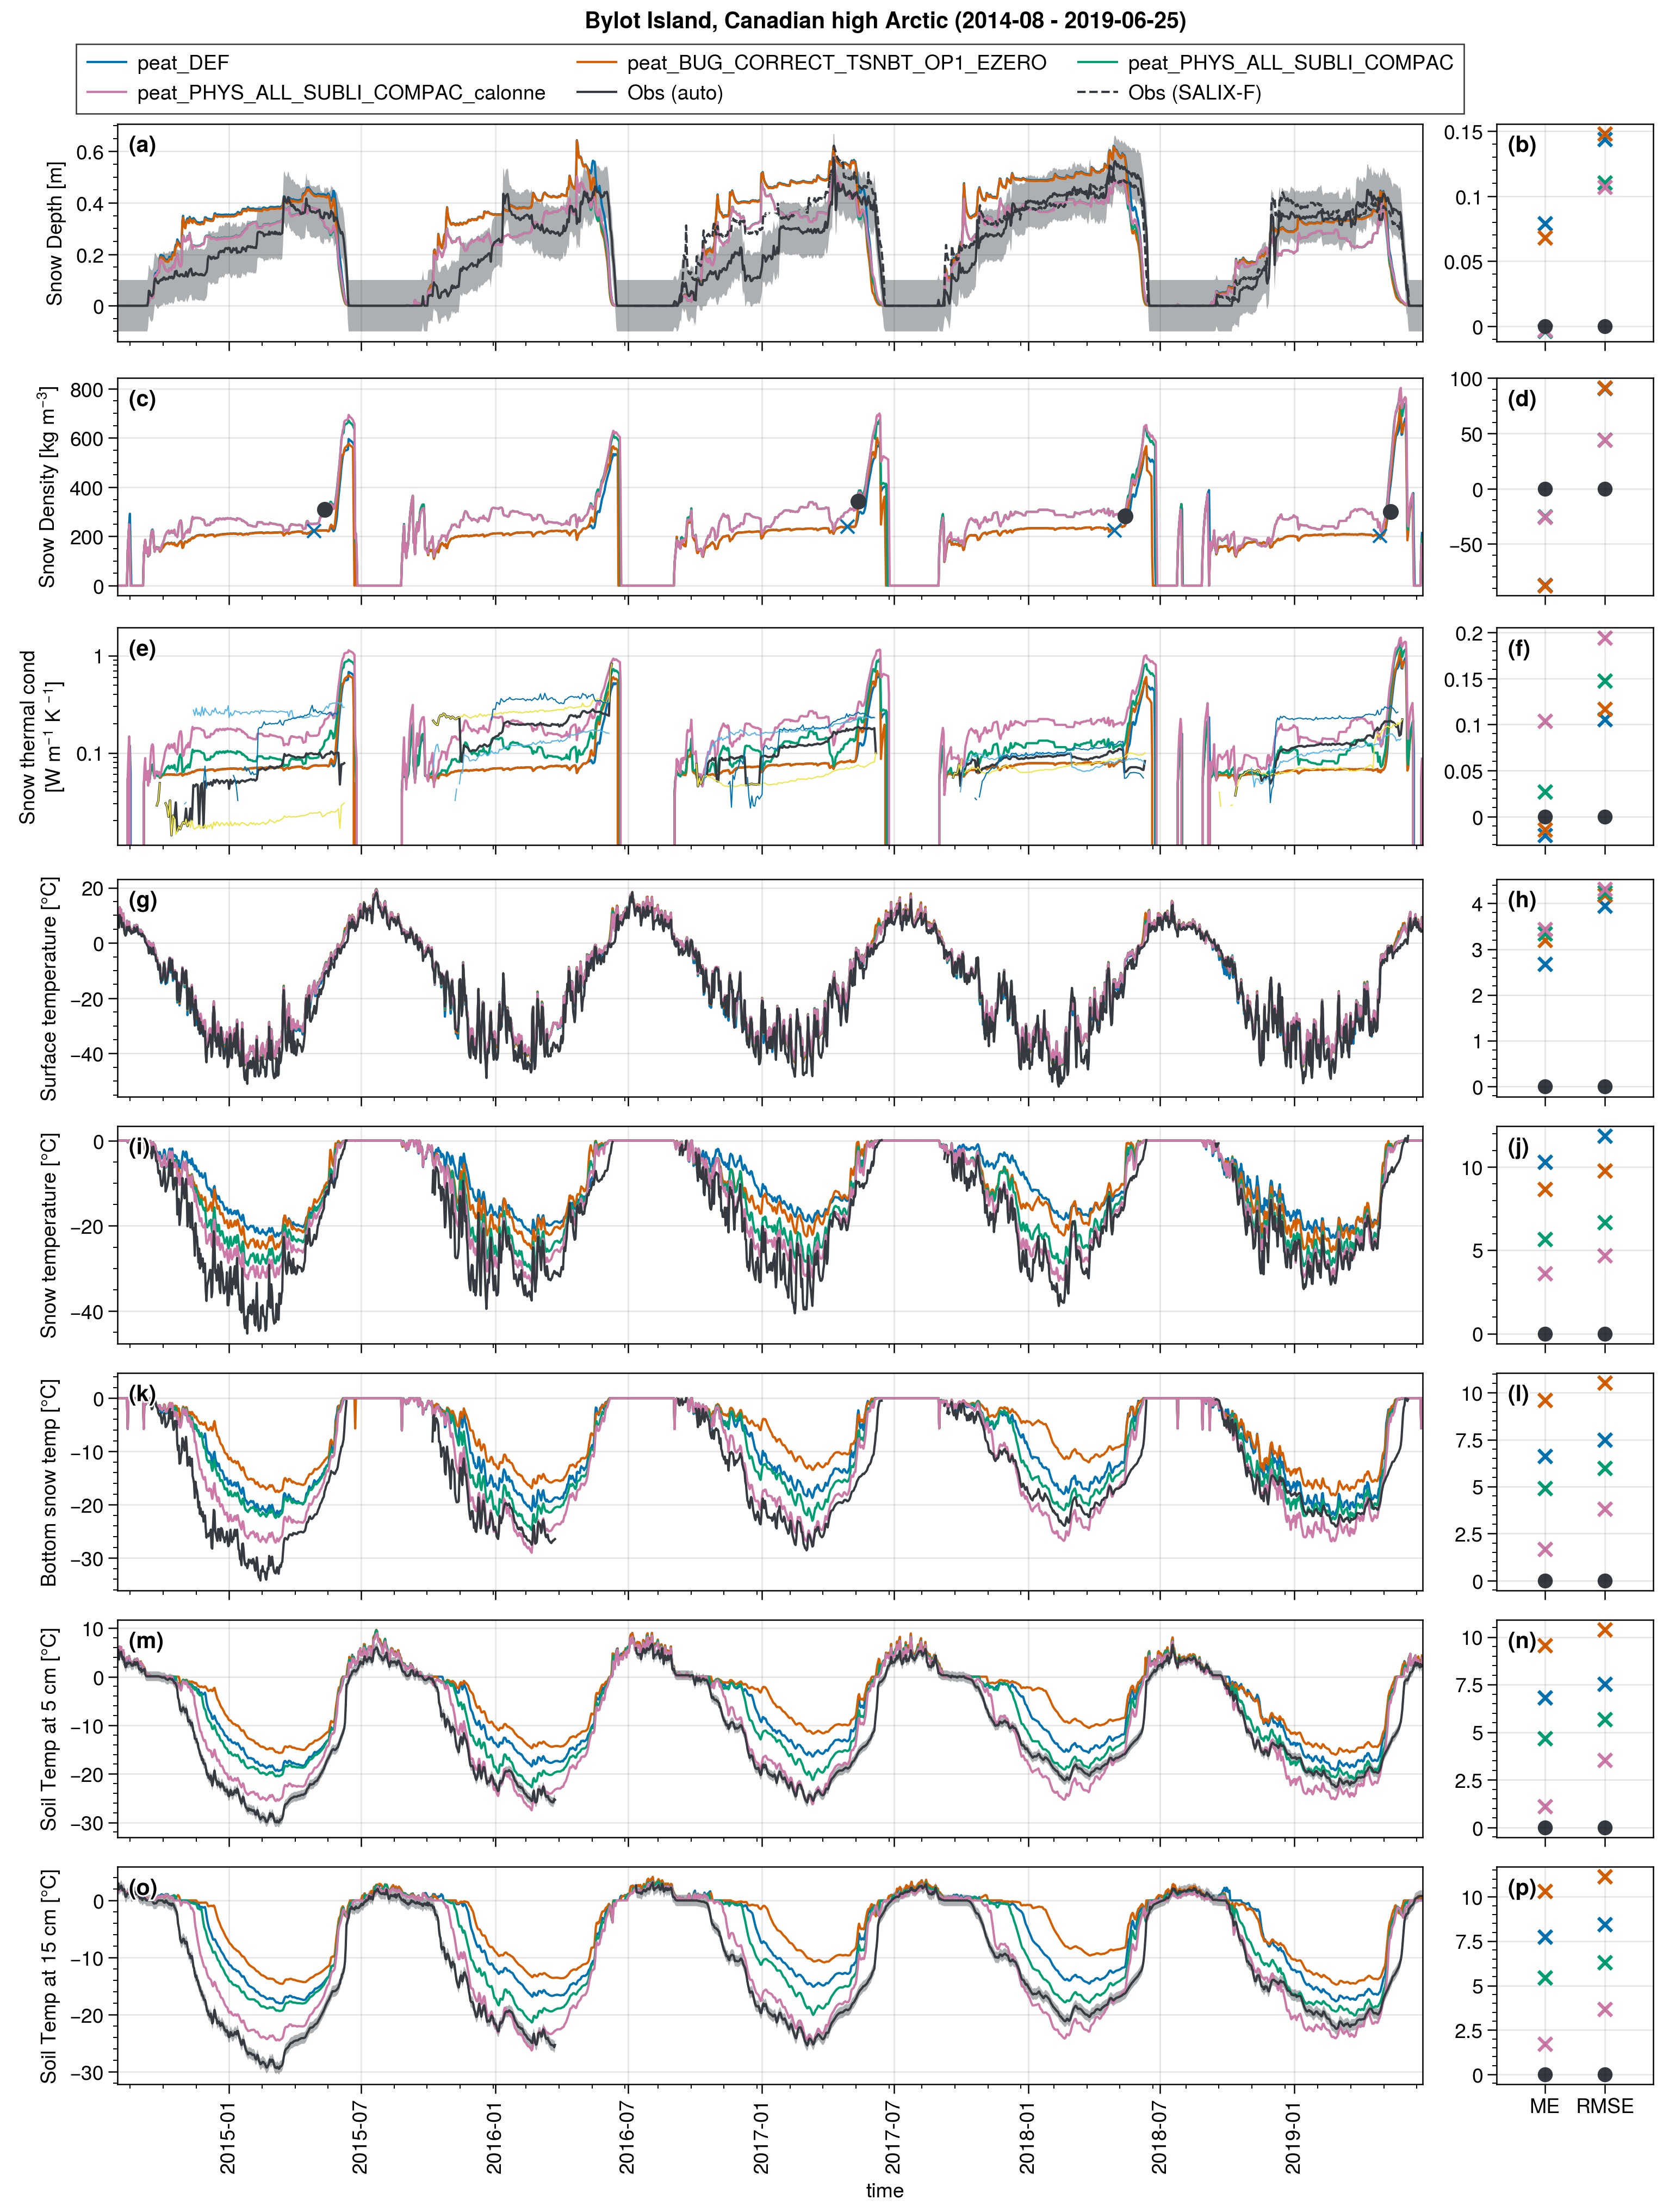 Bylot Island, Canadian high Arctic (2014-08 - 2019-06-25)
peat_DEF
peat_BUG_CORRECT_TSNBT_OP1_EZERO
peat_PHYS_ALL_SUBLI_COMPAC
peat_PHYS_ALL_SUBLI_COMPAC_calonne
Obs (auto)
Obs (SALIX-F)
Snow Depth [m]
0.6
0.4
0.2
0
(a)
0.15
0.1
0.05
0
(b)
Snow Density [kg m⁻³]
800
600
400
200
0
(c)
100
50
0
−50
(d)
Snow thermal cond
[W m⁻¹ K⁻¹]
1
0.1
(e)
0.2
0.15
0.1
0.05
0
(f)
Surface temperature [°C]
20
0
−20
−40
(g)
4
3
2
1
0
(h)
Snow temperature [°C]
0
−20
−40
(i)
10
5
0
(j)
Bottom snow temp [°C]
0
−10
−20
−30
(k)
10
7.5
5
2.5
0
(l)
Soil Temp at 5 cm [°C]
10
0
−10
−20
−30
(m)
10
7.5
5
2.5
0
(n)
Soil Temp at 15 cm [°C]
0
−10
−20
−30
(o)
10
7.5
5
2.5
0
(p)
2015-01
2015-07
2016-01
2016-07
2017-01
2017-07
2018-01
2018-07
2019-01
time
ME
RMSE